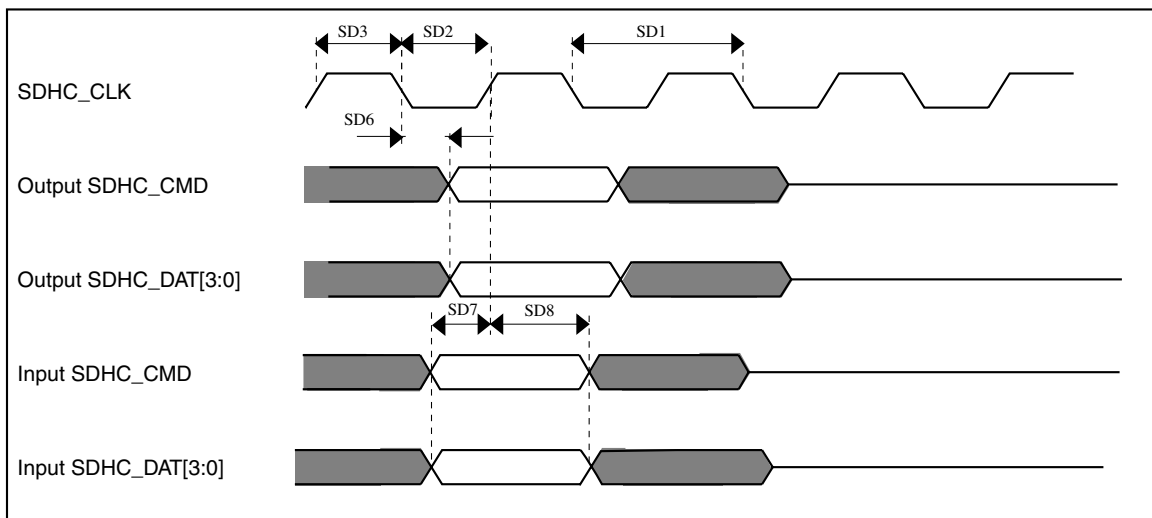 SD3 SD2 SD1
SDHC_CLK
SD6
Output SDHC_CMD
Output SDHC_DAT[3:0]
SD7 SD8
Input SDHC_CMD
Input SDHC_DAT[3:0]